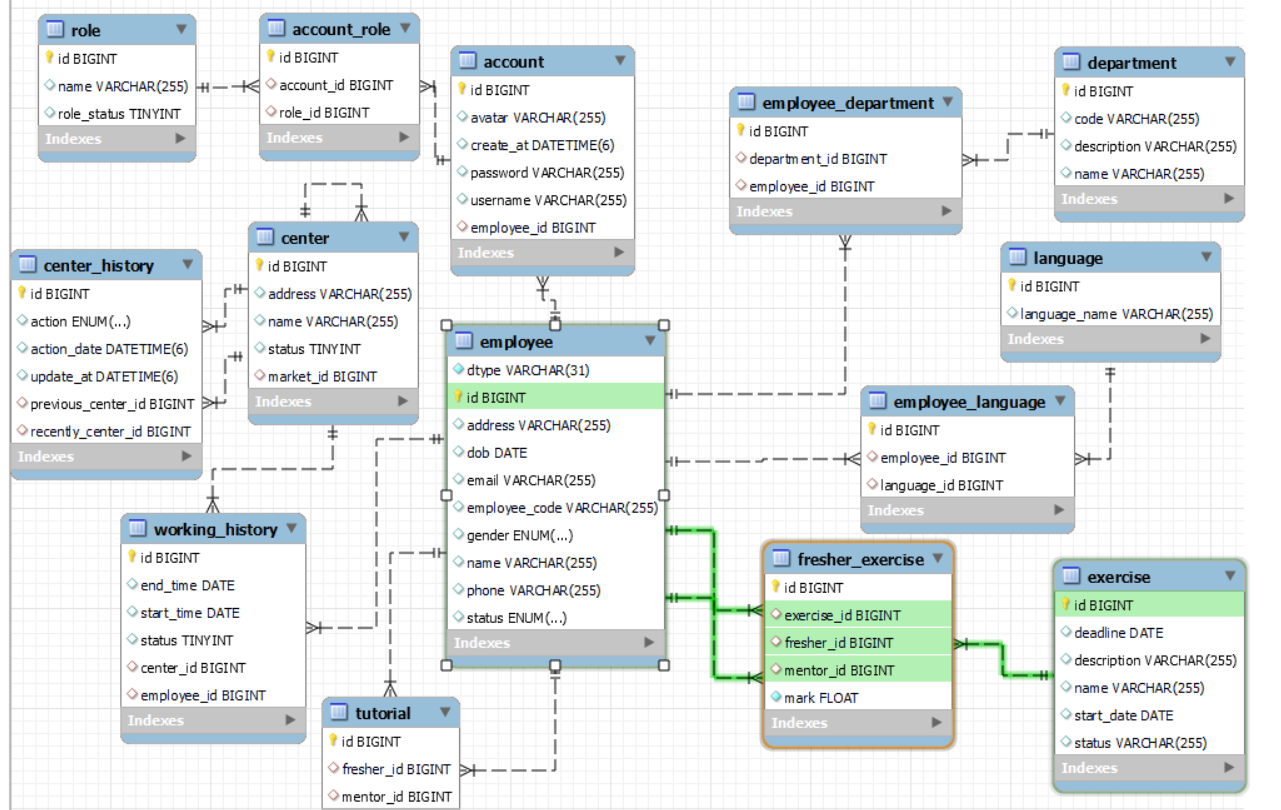 role
id BIGINT
name VARCHAR(255)
role_status TINYINT
Indexes
account_role
id BIGINT
account_id BIGINT
role_id BIGINT
Indexes
account
id BIGINT
avatar VARCHAR(255)
create_at DATETIME(6)
password VARCHAR(255)
username VARCHAR(255)
employee_id BIGINT
Indexes
employee_department
id BIGINT
department_id BIGINT
employee_id BIGINT
Indexes
department
id BIGINT
code VARCHAR(255)
description VARCHAR(255)
name VARCHAR(255)
Indexes
center_history
id BIGINT
action ENUM(...)
action_date DATETIME(6)
update_at DATETIME(6)
previous_center_id BIGINT
recently_center_id BIGINT
Indexes
center
id BIGINT
address VARCHAR(255)
name VARCHAR(255)
status TINYINT
market_id BIGINT
Indexes
language
id BIGINT
language_name VARCHAR(255)
Indexes
employee
dtype VARCHAR(31)
id BIGINT
address VARCHAR(255)
dob DATE
email VARCHAR(255)
employee_code VARCHAR(255)
gender ENUM(...)
name VARCHAR(255)
phone VARCHAR(255)
status ENUM(...)
Indexes
employee_language
id BIGINT
employee_id BIGINT
language_id BIGINT
Indexes
working_history
id BIGINT
end_time DATE
start_time DATE
status TINYINT
center_id BIGINT
employee_id BIGINT
Indexes
fresher_exercise
id BIGINT
exercise_id BIGINT
fresher_id BIGINT
mentor_id BIGINT
mark FLOAT
Indexes
exercise
id BIGINT
deadline DATE
description VARCHAR(255)
name VARCHAR(255)
start_date DATE
status VARCHAR(255)
Indexes
tutorial
id BIGINT
fresher_id BIGINT
mentor_id BIGINT